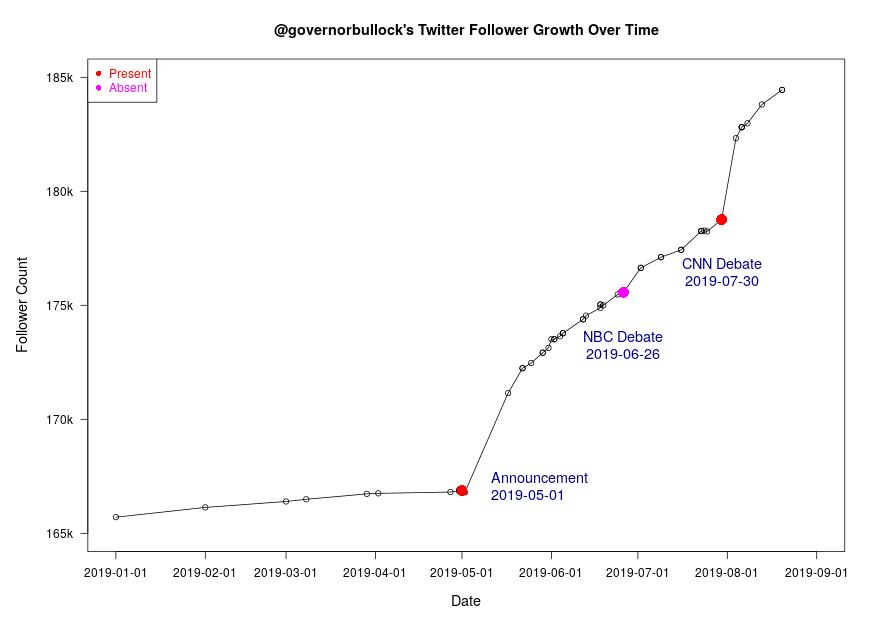 @governorbullock's Twitter Follower Growth Over Time
Present
Absent
185k
180k
175k
170k
165k
Follower Count
CNN Debate
2019-07-30
NBC Debate
2019-06-26
Announcement
2019-05-01
2019-01-01
2019-02-01
2019-03-01
2019-04-01
2019-05-01
2019-06-01
2019-07-01
2019-08-01
2019-09-01
Date